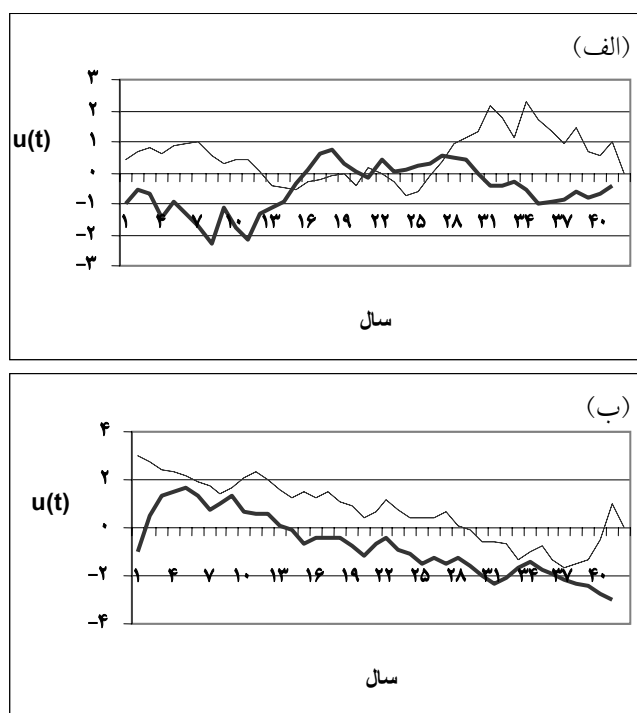 (الف)
۳
۲
u(t)
۱
۰
-۱
-۲
-۳
۱ ۴ ۷ ۱۰ ۱۳ ۱۶ ۱۹ ۲۲ ۲۵ ۲۸ ۳۱ ۳۴ ۳۷ ۴۰
سال
(ب)
۴
۲
u(t)
۰
-۲
-۴
۱ ۴ ۷ ۱۰ ۱۳ ۱۶ ۱۹ ۲۲ ۲۵ ۲۸ ۳۱ ۳۴ ۳۷ ۴۰
سال